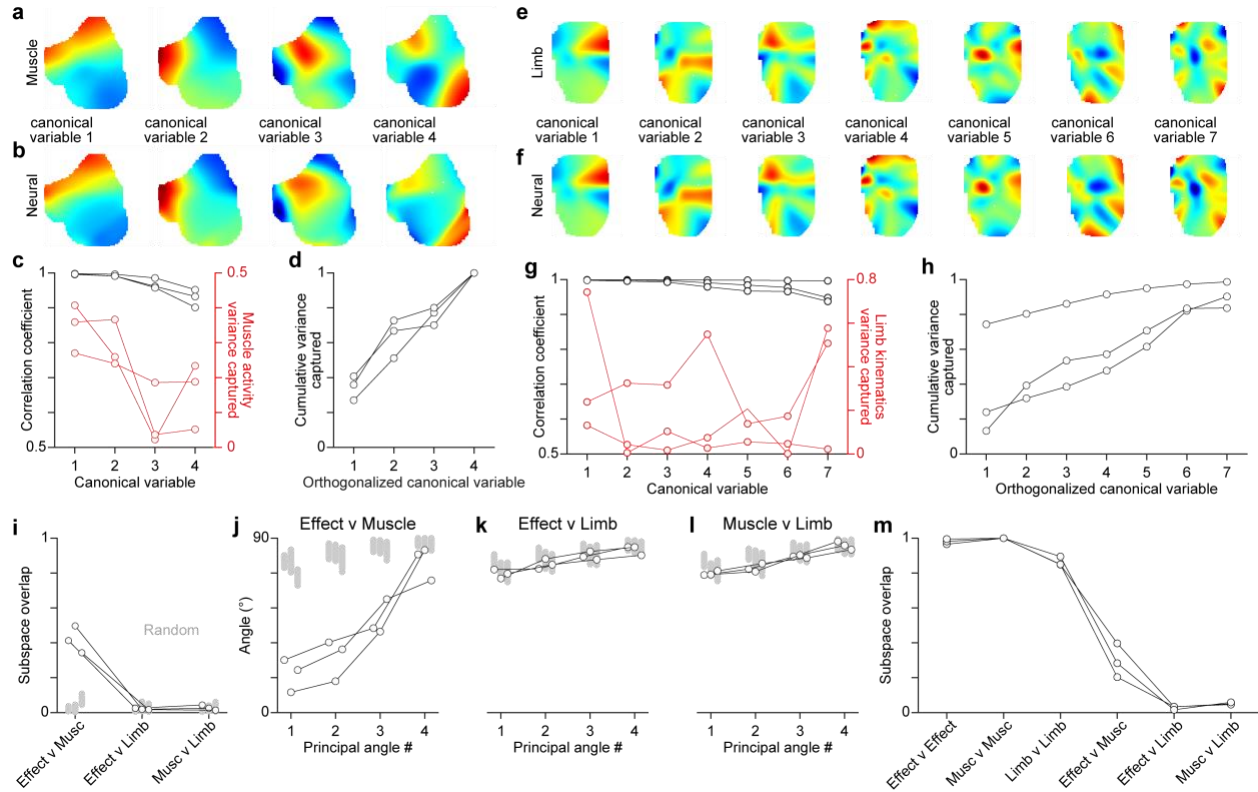 a
e
Muscle
Limb
canonical variable 1
canonical variable 2
canonical variable 3
canonical variable 4
canonical variable 1
canonical variable 2
canonical variable 3
canonical variable 4
canonical variable 5
canonical variable 6
canonical variable 7
b
f
Neural
Neural
c
1
0.5
Correlation coefficient
0.5
0
Muscle activity
variance captured
1 2 3 4
Canonical variable
d
1
0
Cumulative variance
captured
1 2 3 4
Orthogonalized canonical variable
g
1
0.5
Correlation coefficient
0.8
0
Limb kinematics
variance captured
1 2 3 4 5 6 7
Canonical variable
h
1
0
Cumulative variance
captured
1 2 3 4 5 6 7
Orthogonalized canonical variable
i
1
0
Subspace overlap
Random
Effect v Musc
Effect v Limb
Musc v Limb
j
Effect v Muscle
90
0
Angle (°)
1 2 3 4
Principal angle #
k
Effect v Limb
1 2 3 4
Principal angle #
l
Muscle v Limb
1 2 3 4
Principal angle #
m
1
0
Subspace overlap
Effect v Effect
Musc v Musc
Limb v Limb
Effect v Musc
Effect v Limb
Musc v Limb